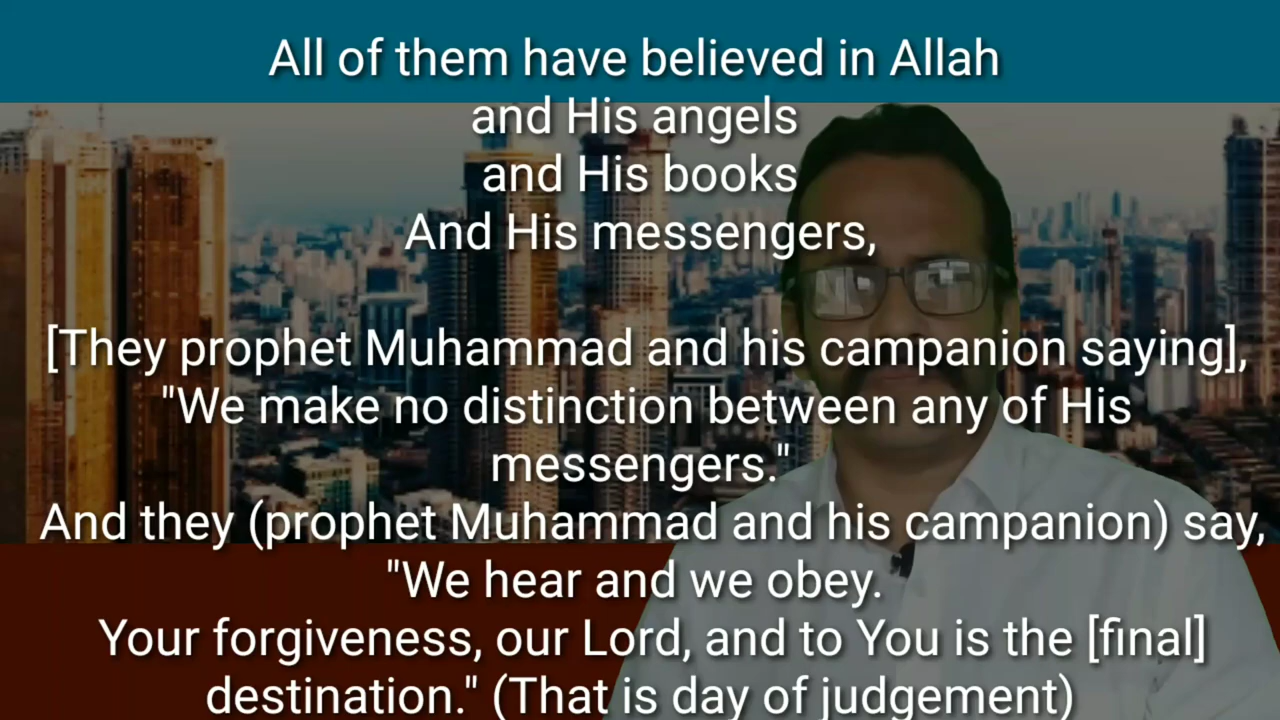 All of them have believed in Allah
and His angels
and His books
And His messengers,
[They prophet Muhammad and his campanion saying],
"We make no distinction between any of His
messengers."
And they (prophet Muhammad and his campanion) say,
"We hear and we obey.
Your forgiveness, our Lord, and to You is the [final]
destination." (That is day of judgement)